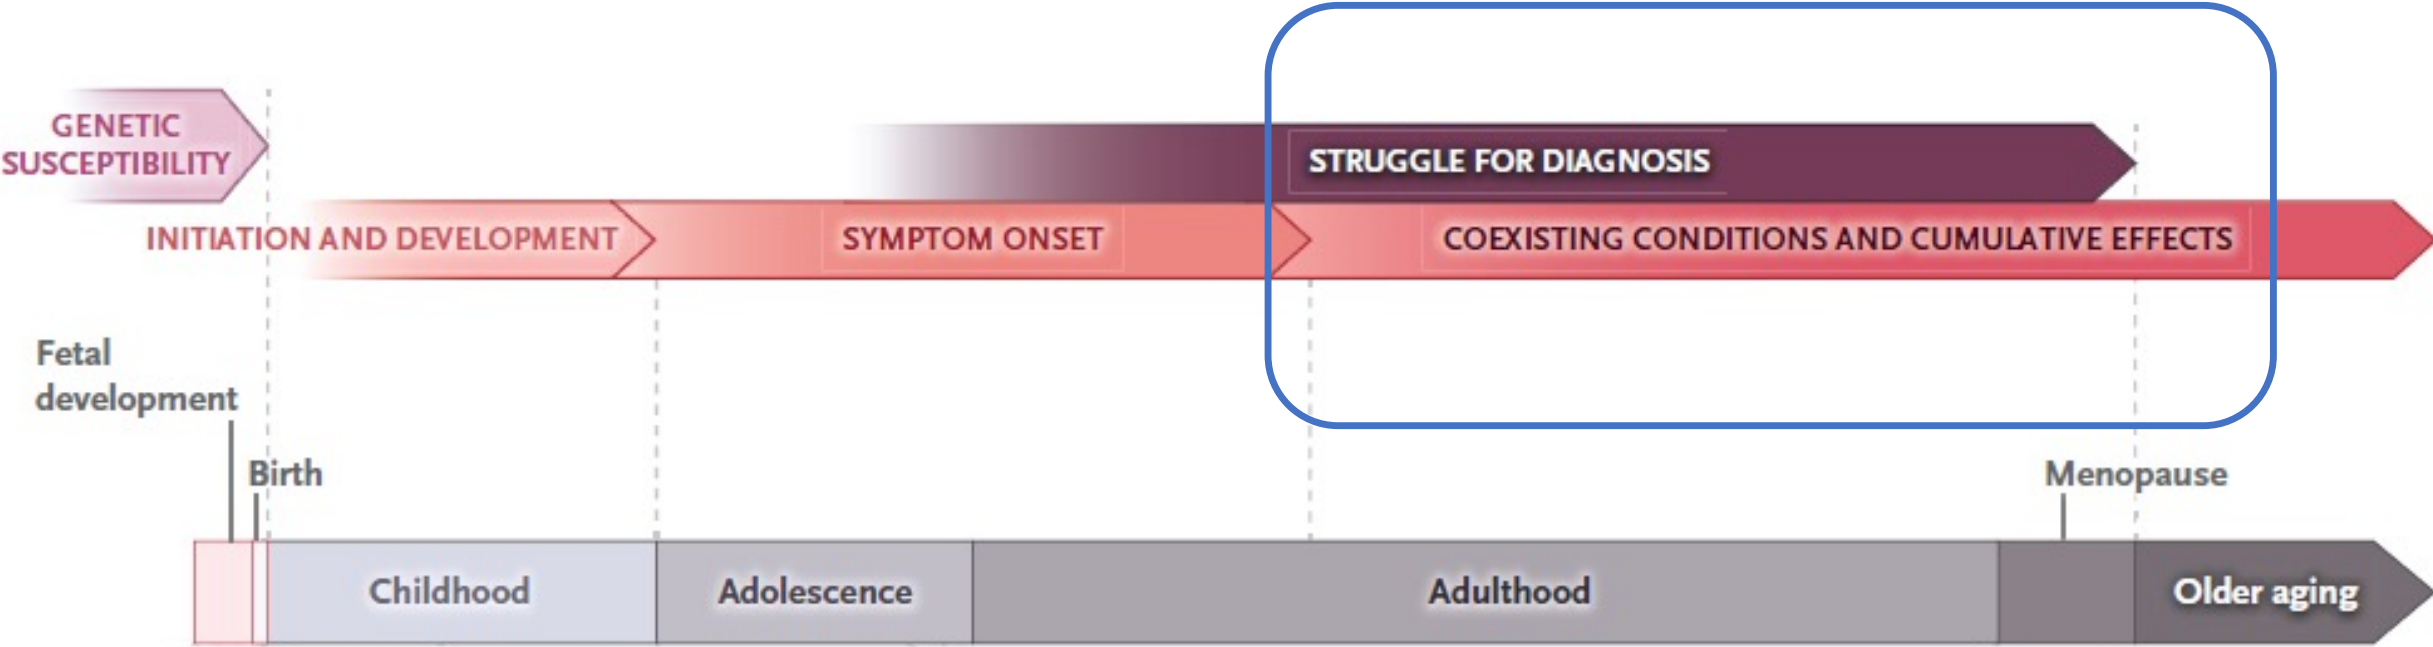 GENETIC
SUSCEPTIBILITY
STRUGGLE FOR DIAGNOSIS
INITIATION AND DEVELOPMENT
SYMPTOM ONSET
COEXISTING CONDITIONS AND CUMULATIVE EFFECTS
Fetal
development
Birth
Menopause
Childhood
Adolescence
Adulthood
Older aging